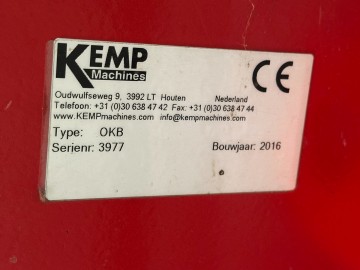 KEMP
Machines
CE
Oudwulfseweg 9, 3992 LT Houten Nederland
Telefoon: +31 (0)30 638 47 42 Fax: +31 (0)30 638 47 44
www.KEMPmachines.com info@kempmachines.com
Type: OKB
Serienr: 3977 Bouwjaar: 2016